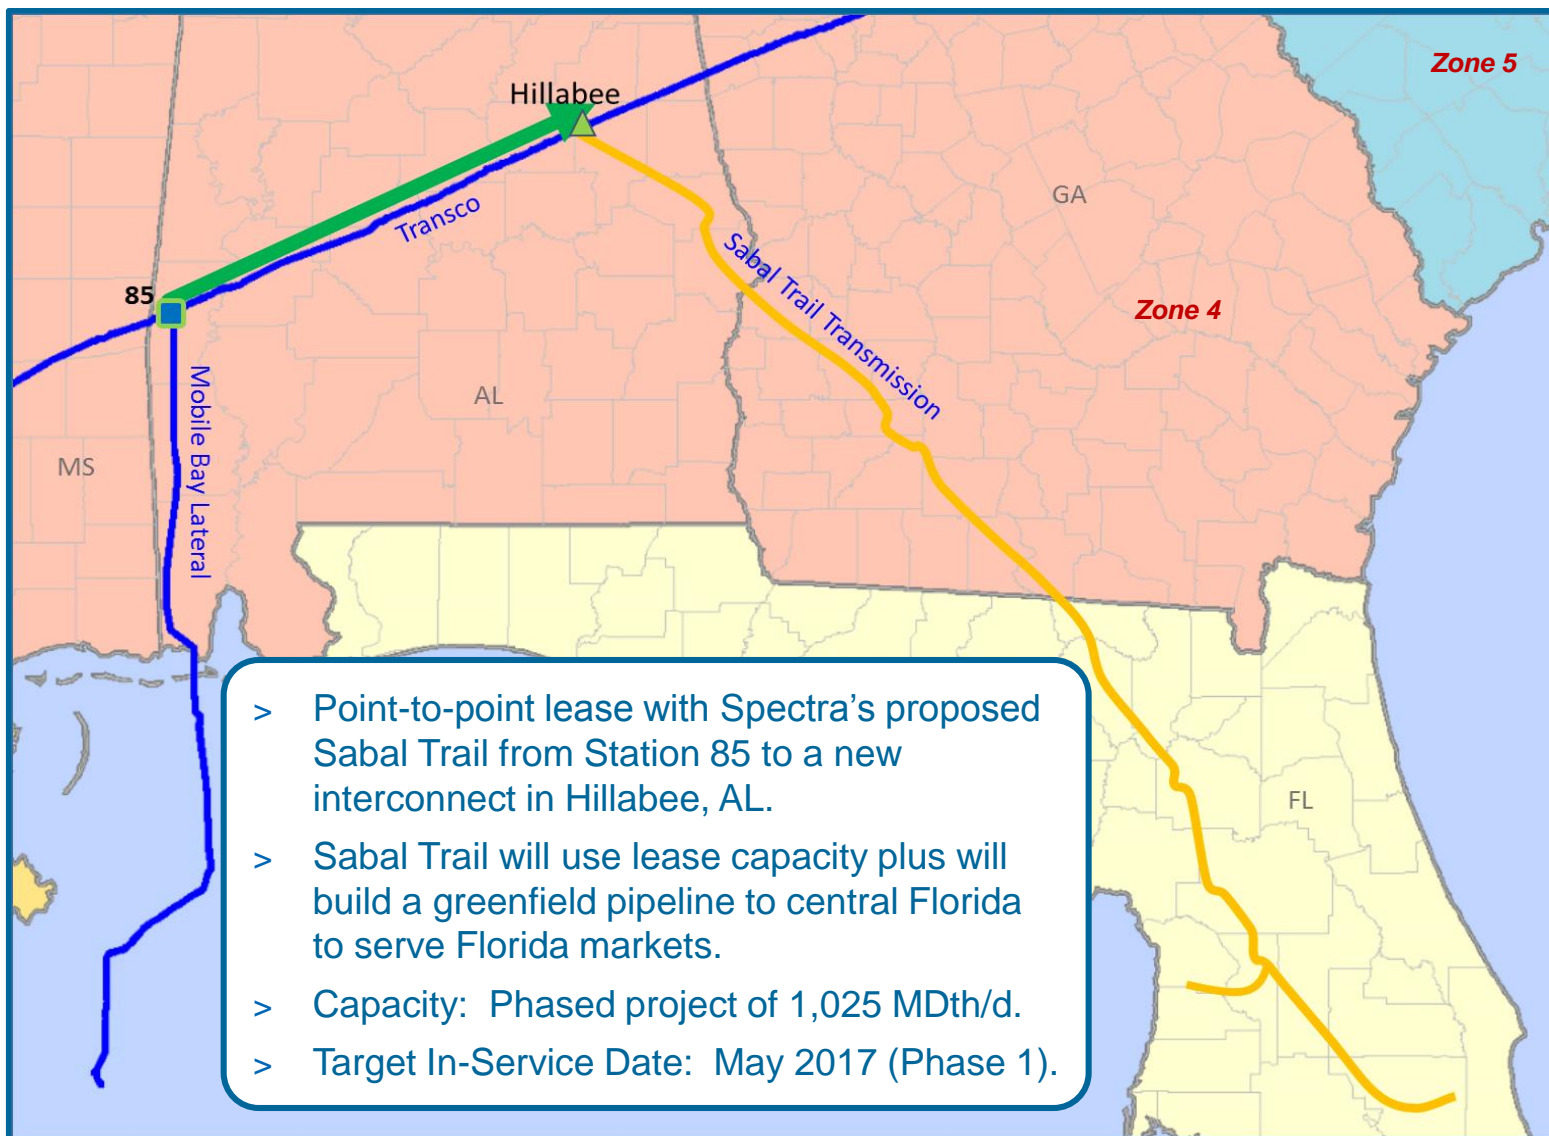 Zone 5
Hillabee
GA
Transco
Sabal Trail Transmission
85
Zone 4
Mobile Bay Lateral
AL
MS
> Point-to-point lease with Spectra’s proposed
Sabal Trail from Station 85 to a new
interconnect in Hillabee, AL.
> Sabal Trail will use lease capacity plus will
build a greenfield pipeline to central Florida
to serve Florida markets.
> Capacity: Phased project of 1,025 MDth/d.
> Target In-Service Date: May 2017 (Phase 1).
FL